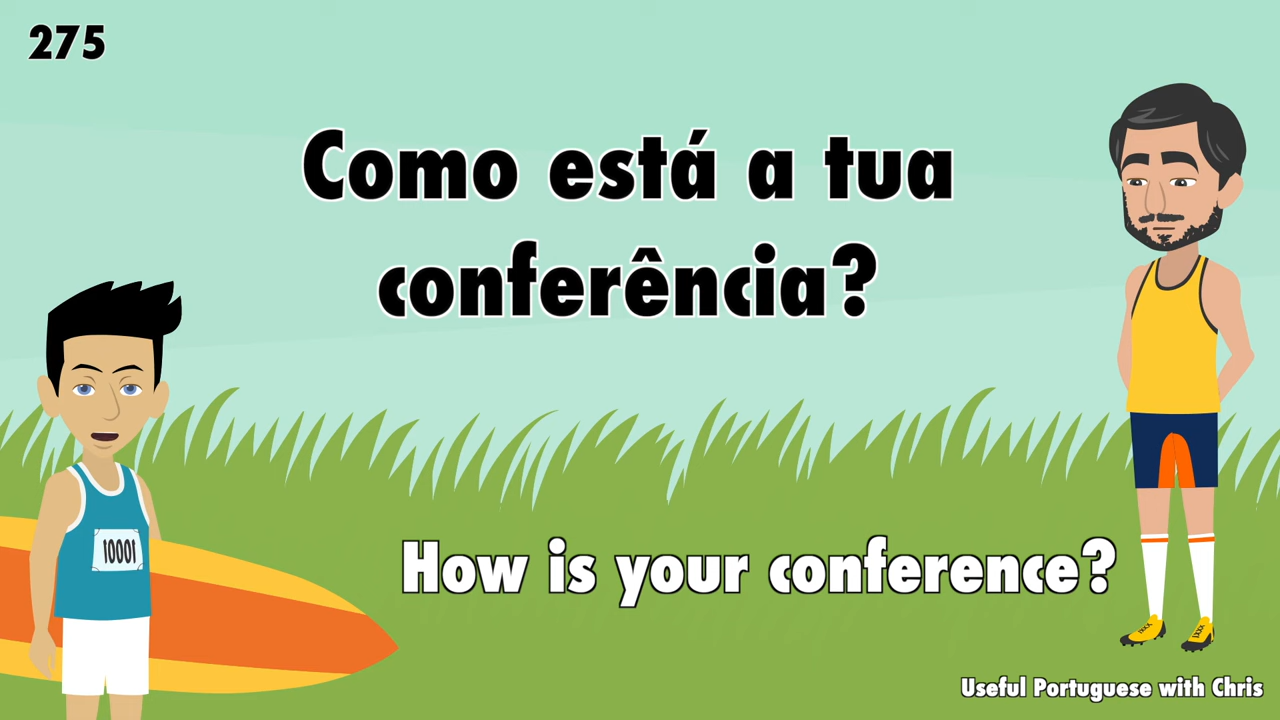 275
Como está a tua
conferência?
10001
How is your conference?
Useful Portuguese with Chris